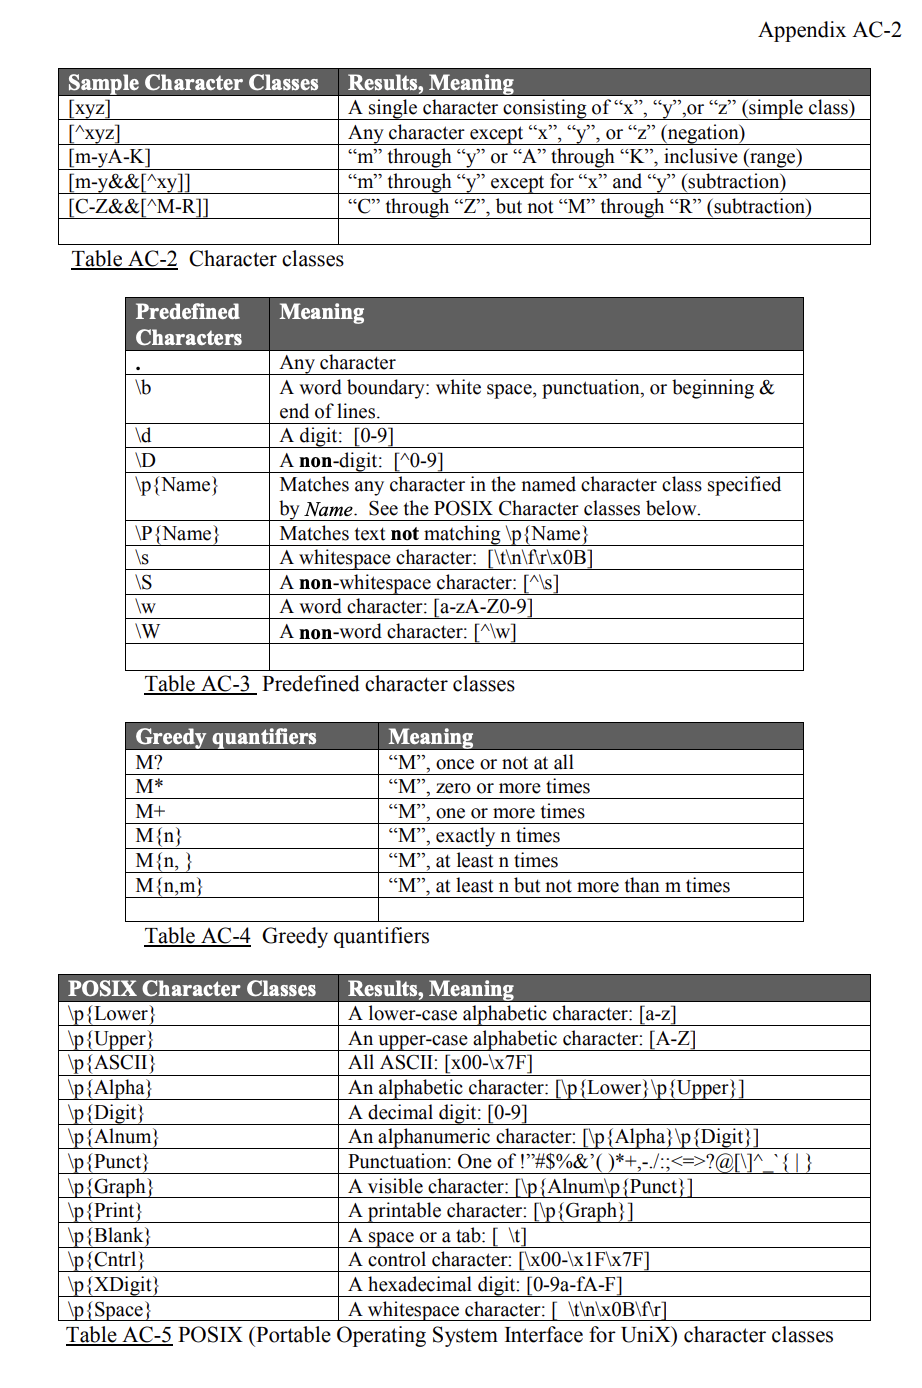 Appendix AC-2
Sample Character Classes Results, Meaning
[xyz] A single character consisting of “x”, “y”,or “z” (simple class)
[^xyz] Any character except “x”, “y”, or “z” (negation)
[m-yA-K] “m” through “y” or “A” through “K”, inclusive (range)
[m-y&&[^xy]] “m” through “y” except for “x” and “y” (subtraction)
[C-Z&&[^M-R]] “C” through “Z”, but not “M” through “R” (subtraction)
Table AC-2 Character classes
Predefined Meaning
Characters
. Any character
\b A word boundary: white space, punctuation, or beginning &
end of lines.
\d A digit: [0-9]
\D A non-digit: [^0-9]
\p{Name} Matches any character in the named character class specified
by Name. See the POSIX Character classes below.
\P{Name} Matches text not matching \p{Name}
\s A whitespace character: [\t\n\f\r\x0B]
\S A non-whitespace character: [^\s]
\w A word character: [a-zA-Z0-9]
\W A non-word character: [^\w]
Table AC-3 Predefined character classes
Greedy quantifiers Meaning
M? “M”, once or not at all
M* “M”, zero or more times
M+ “M”, one or more times
M{n} “M”, exactly n times
M{n, } “M”, at least n times
M{n,m} “M”, at least n but not more than m times
Table AC-4 Greedy quantifiers
POSIX Character Classes Results, Meaning
\p{Lower} A lower-case alphabetic character: [a-z]
\p{Upper} An upper-case alphabetic character: [A-Z]
\p{ASCII} All ASCII: [x00-\x7F]
\p{Alpha} An alphabetic character: [\p{Lower}\p{Upper}]
\p{Digit} A decimal digit: [0-9]
\p{Alnum} An alphanumeric character: [\p{Alpha}\p{Digit}]
\p{Punct} Punctuation: One of !”#$%&’( )*+,-./:;<=>?@[\]^_`{ | }
\p{Graph} A visible character: [\p{Alnum\p{Punct}]
\p{Print} A printable character: [\p{Graph}]
\p{Blank} A space or a tab: [ \t]
\p{Cntrl} A control character: [\x00-\x1F\x7F]
\p{XDigit} A hexadecimal digit: [0-9a-fA-F]
\p{Space} A whitespace character: [ \t\n\x0B\f\r]
Table AC-5 POSIX (Portable Operating System Interface for UniX) character classes